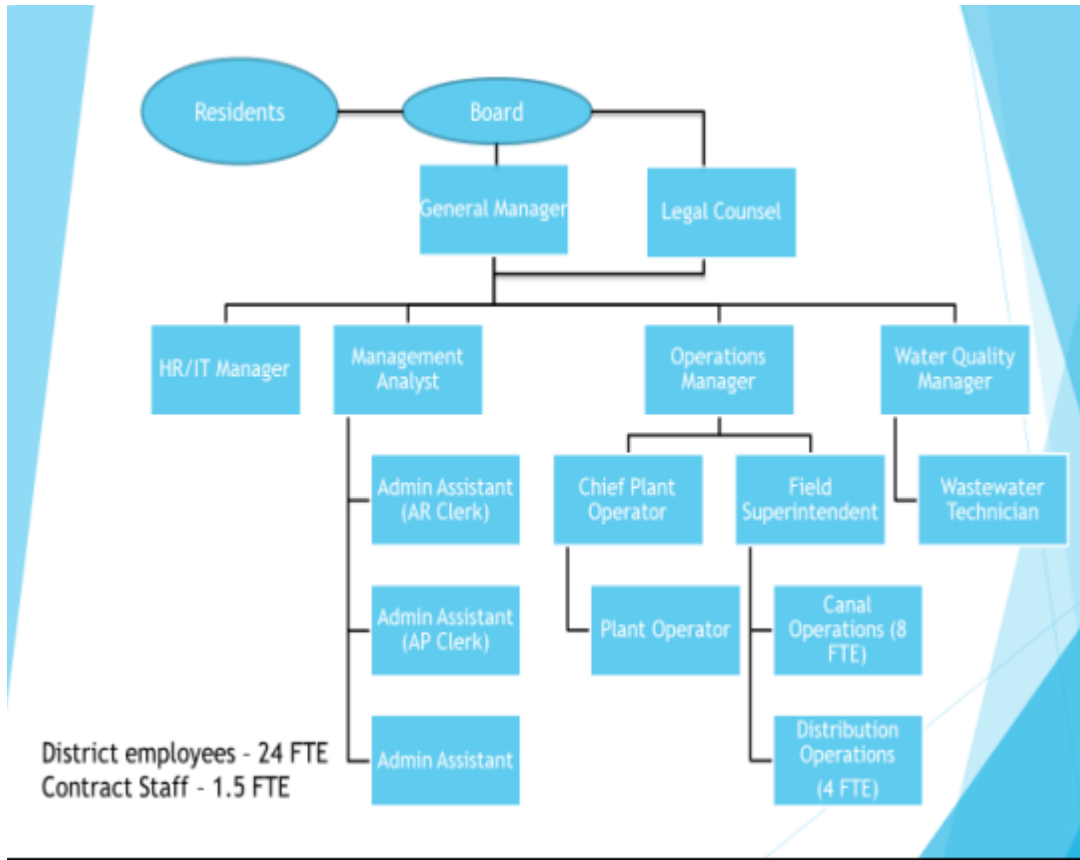 Residents
Board
General Manager
Legal Counsel
HR/IT Manager
Management
Analyst
Operations
Manager
Water Quality
Manager
Admin Assistant
(AR Clerk)
Chief Plant
Operator
Field
Superintendent
Wastewater
Technician
Admin Assistant
(AP Clerk)
Plant Operator
Canal
Operations (8
FTE)
Admin Assistant
Distribution
Operations
(4 FTE)
District employees - 24 FTE
Contract Staff - 1.5 FTE